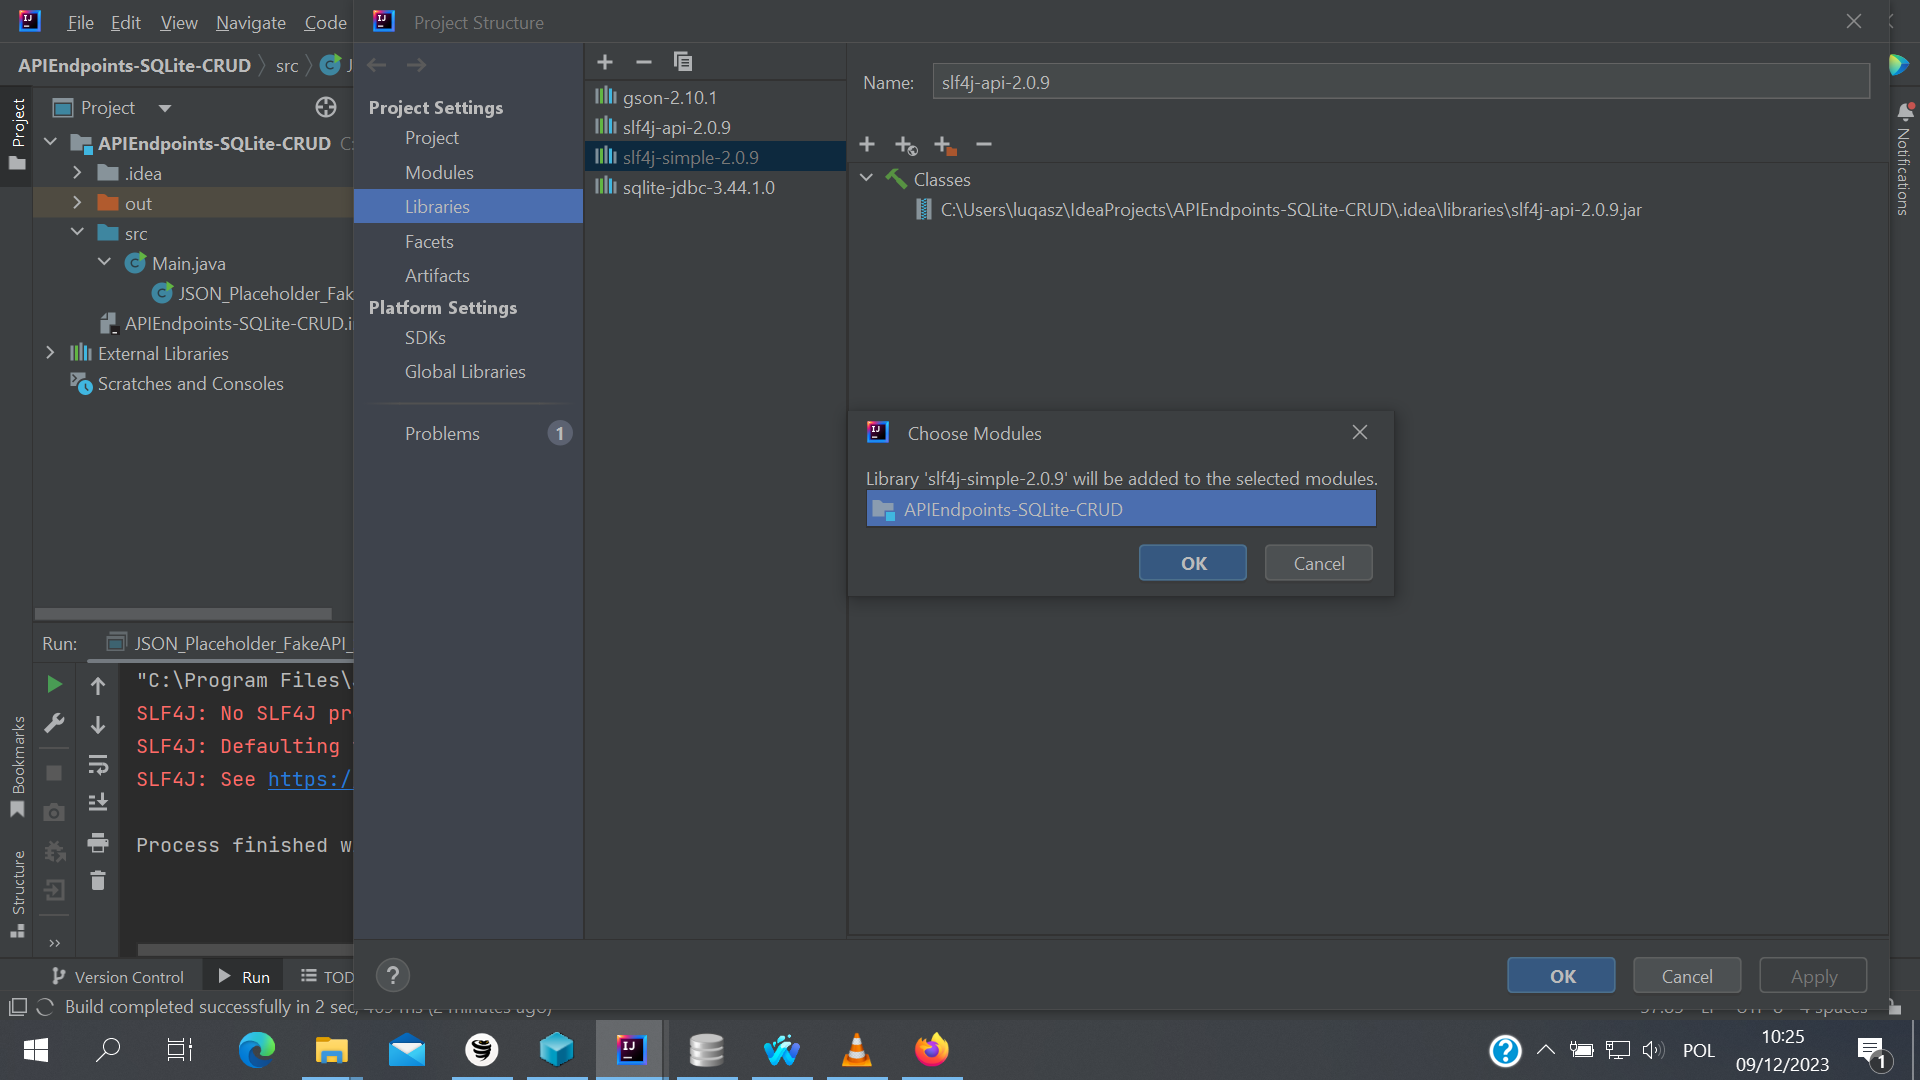 File Edit View Navigate Code
Project Structure
APIEndpoints-SQLite-CRUD src
Project
Project
APIEndpoints-SQLite-CRUD
.idea
out
src
Main.java
JSON_Placeholder_Fak
APIEndpoints-SQLite-CRUD.i
External Libraries
Scratches and Consoles
Project Settings
Project
Modules
Libraries
Facets
Artifacts
Platform Settings
SDKs
Global Libraries
Problems 1
gson-2.10.1
slf4j-api-2.0.9
slf4j-simple-2.0.9
sqlite-jdbc-3.44.1.0
Name: slf4j-api-2.0.9
Classes
C:\Users\luqasz\IdeaProjects\APIEndpoints-SQLite-CRUD\.idea\libraries\slf4j-api-2.0.9.jar
Notifications
Choose Modules
Library 'slf4j-simple-2.0.9' will be added to the selected modules.
APIEndpoints-SQLite-CRUD
OK Cancel
Run: JSON_Placeholder_FakeAPI_
"C:\Program Files\
SLF4J: No SLF4J pr
SLF4J: Defaulting
SLF4J: See https:/
Process finished w
Bookmarks
Structure
Version Control Run TOD
OK Cancel Apply
Build completed successfully in 2 sec, 409 ms (2 minutes ago)
POL
10:25
09/12/2023
1